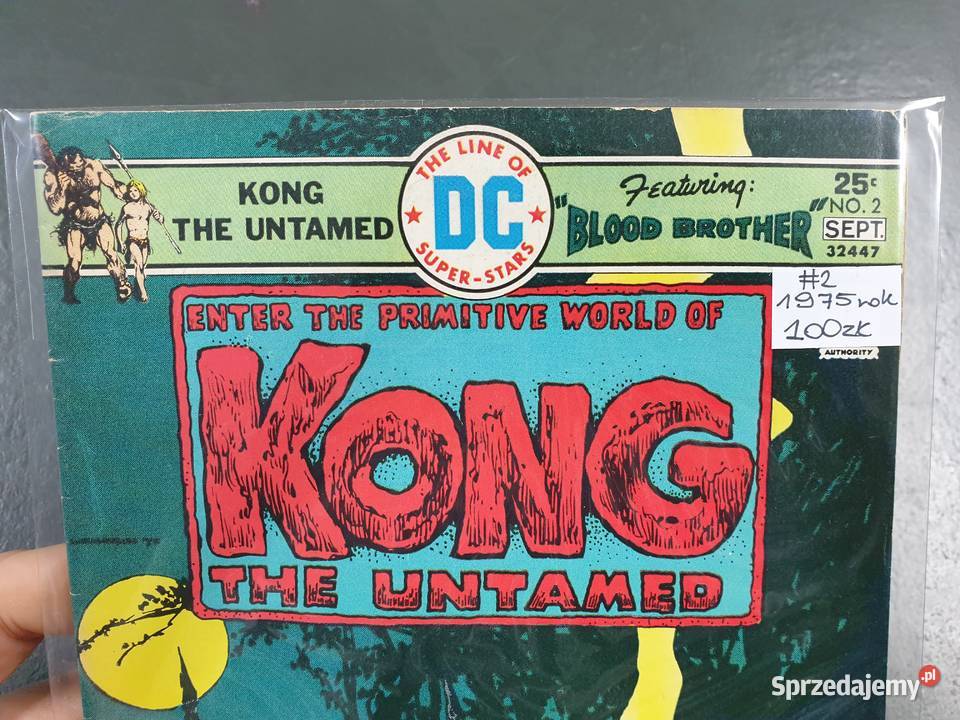 KONG
THE UNTAMED
THE LINE OF
DC
SUPER-STARS
Featuring:
"BLOOD BROTHER"
25¢
NO. 2
SEPT.
32447
#2
1975 rok
100zł
AUTHORITY
ENTER THE PRIMITIVE WORLD OF
KONG
THE UNTAMED
Sprzedajemy.pl